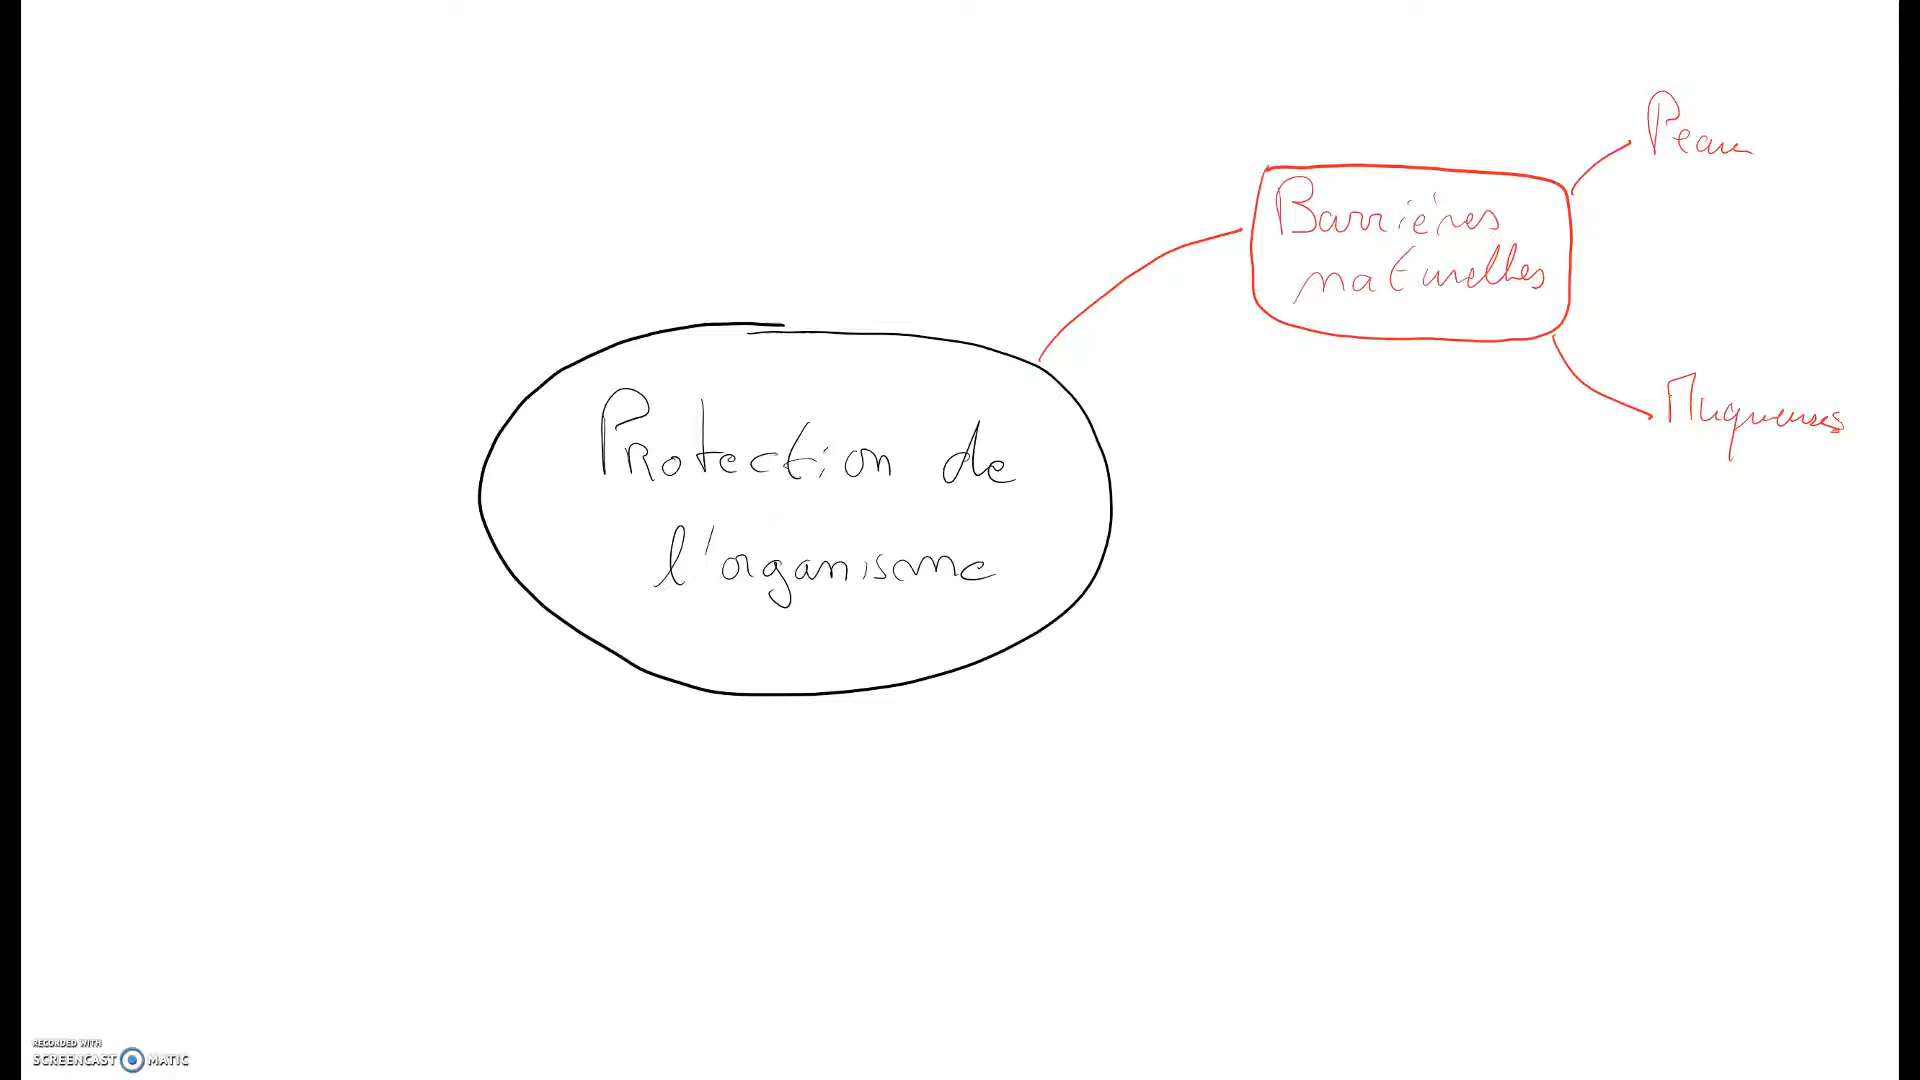 Peau
Barrières
naturelles
Muqueuses
Protection de
l'organisme
RECORDED WITH
SCREENCAST MATIC